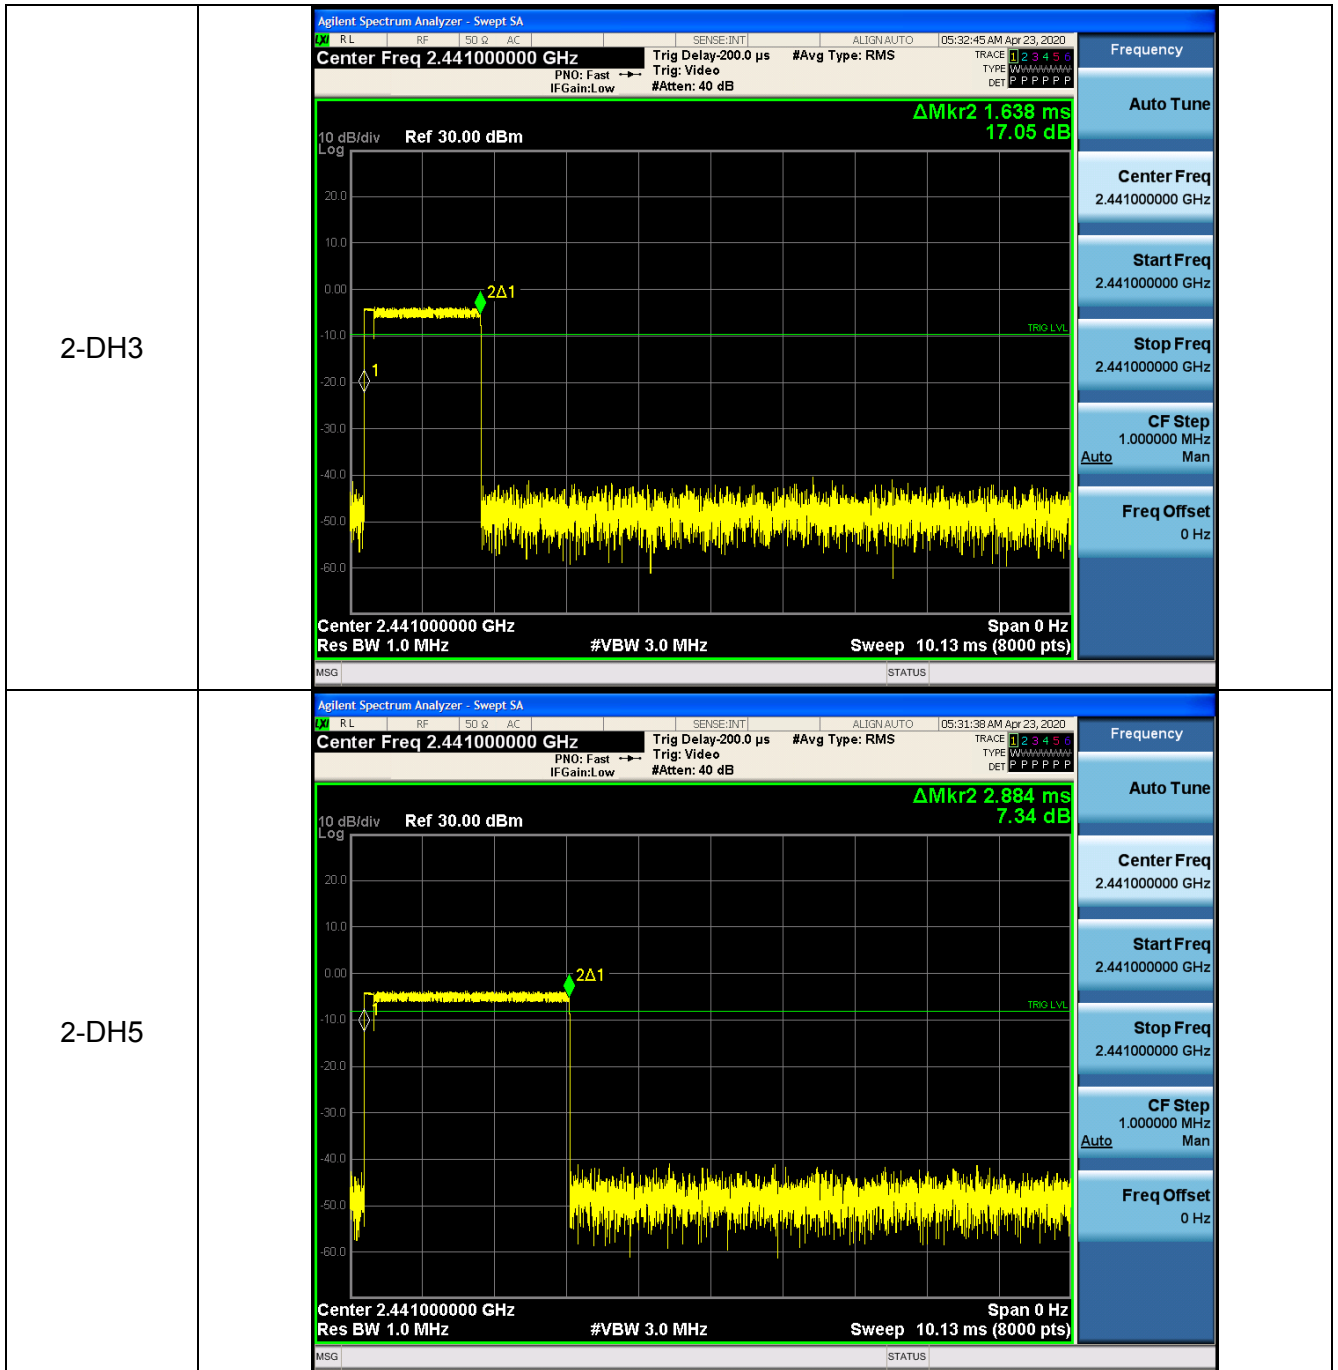 2-DH3
Agilent Spectrum Analyzer - Swept SA
LXI RL RF 50 Ω AC SENSE:INT ALIGN AUTO 05:32:45 AM Apr 23, 2020
Center Freq 2.441000000 GHz
PNO: Fast
IFGain:Low
Trig Delay-200.0 µs
Trig: Video
#Atten: 40 dB
#Avg Type: RMS
TRACE 1 2 3 4 5 6
TYPE WWWWWW
DET P P P P P P
ΔMkr2 1.638 ms
17.05 dB
10 dB/div Ref 30.00 dBm
Log
20.0
10.0
0.00
-10.0
-20.0
-30.0
-40.0
-50.0
-60.0
2Δ1
TRIG LVL
1
Center 2.441000000 GHz Span 0 Hz
Res BW 1.0 MHz #VBW 3.0 MHz Sweep 10.13 ms (8000 pts)
MSG STATUS
Frequency
Auto Tune
Center Freq
2.441000000 GHz
Start Freq
2.441000000 GHz
Stop Freq
2.441000000 GHz
CF Step
1.000000 MHz
Auto Man
Freq Offset
0 Hz
2-DH5
Agilent Spectrum Analyzer - Swept SA
LXI RL RF 50 Ω AC SENSE:INT ALIGN AUTO 05:31:38 AM Apr 23, 2020
Center Freq 2.441000000 GHz
PNO: Fast
IFGain:Low
Trig Delay-200.0 µs
Trig: Video
#Atten: 40 dB
#Avg Type: RMS
TRACE 1 2 3 4 5 6
TYPE WWWWWW
DET P P P P P P
ΔMkr2 2.884 ms
7.34 dB
10 dB/div Ref 30.00 dBm
Log
20.0
10.0
0.00
-10.0
-20.0
-30.0
-40.0
-50.0
-60.0
2Δ1
TRIG LVL
1
Center 2.441000000 GHz Span 0 Hz
Res BW 1.0 MHz #VBW 3.0 MHz Sweep 10.13 ms (8000 pts)
MSG STATUS
Frequency
Auto Tune
Center Freq
2.441000000 GHz
Start Freq
2.441000000 GHz
Stop Freq
2.441000000 GHz
CF Step
1.000000 MHz
Auto Man
Freq Offset
0 Hz